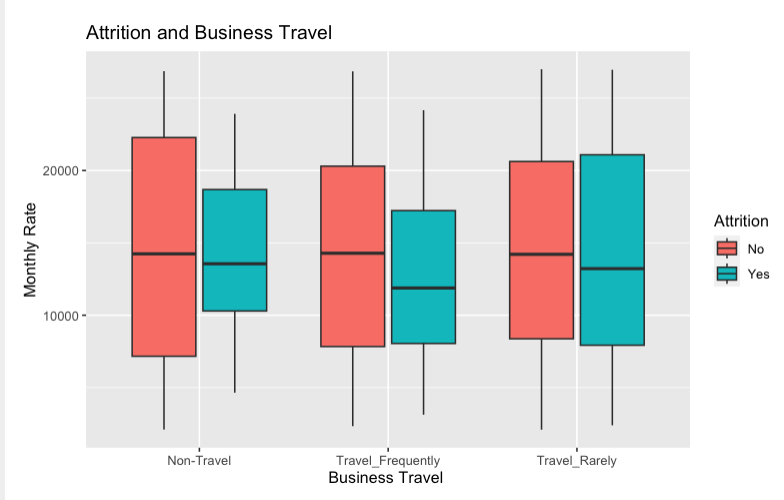 Attrition and Business Travel
Monthly Rate
20000
10000
Non-Travel
Travel_Frequently
Travel_Rarely
Business Travel
Attrition
No
Yes